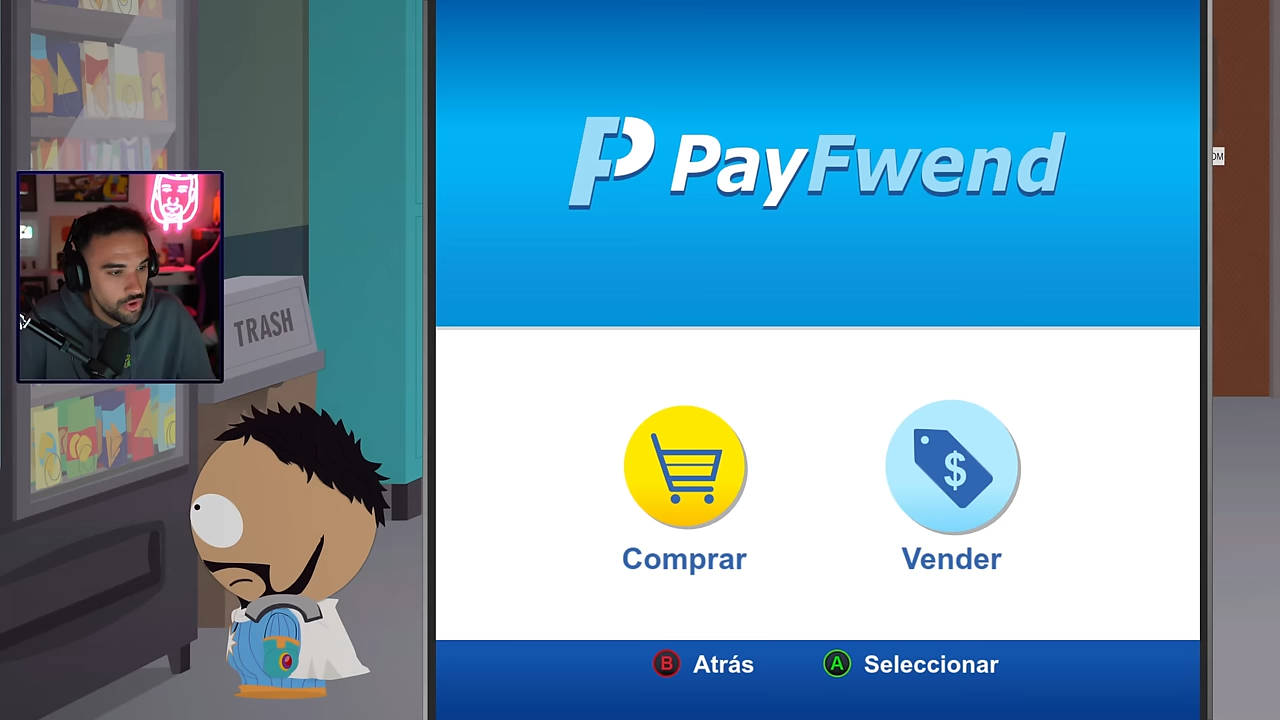 PayFwend
TRASH
Comprar
Vender
B Atrás
A Seleccionar